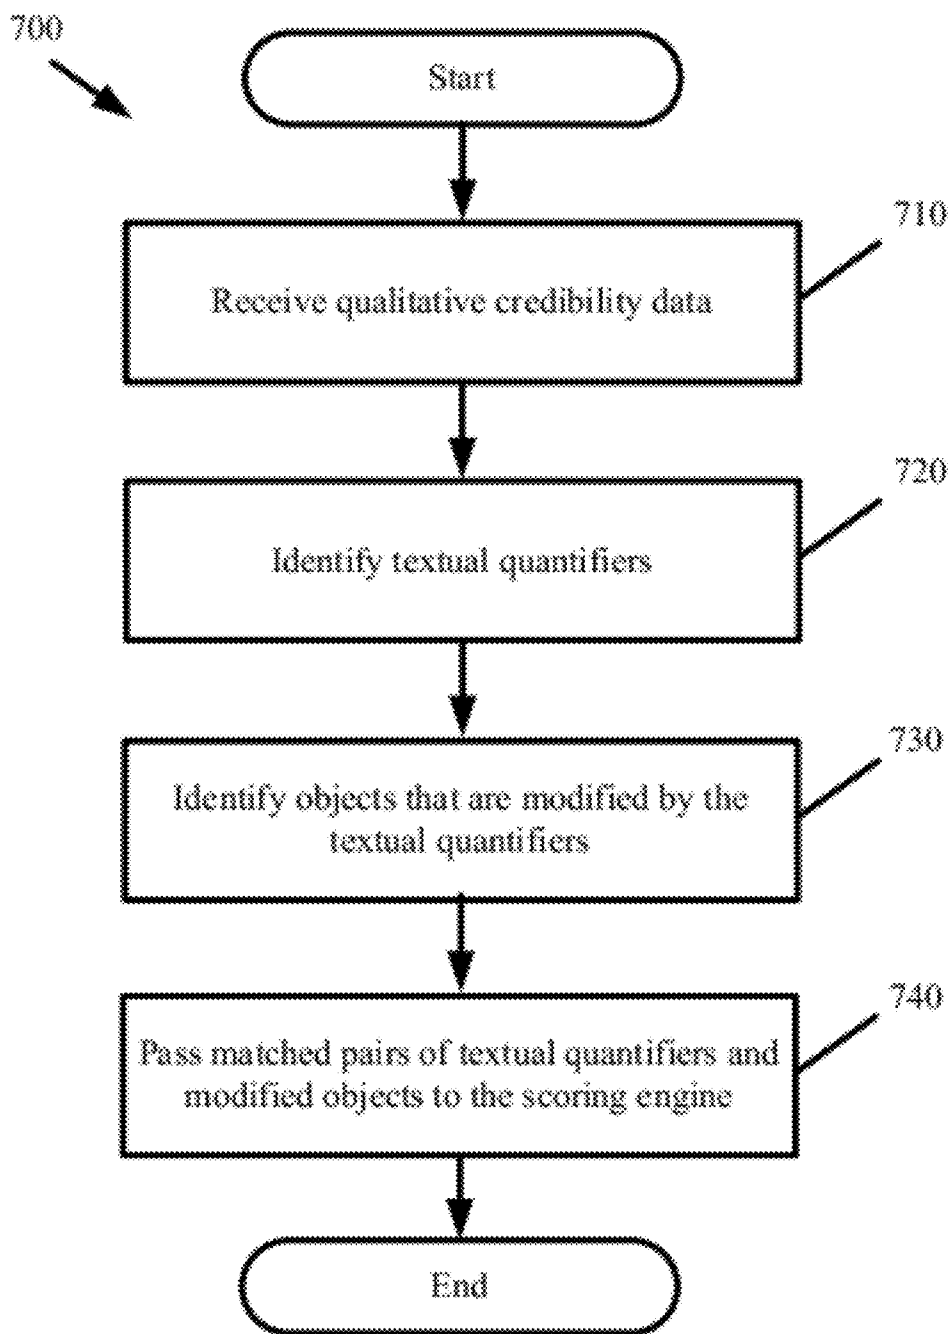 700
Start
710
Receive qualitative credibility data
720
Identify textual quantifiers
730
Identify objects that are modified by the
textual quantifiers
740
Pass matched pairs of textual quantifiers and
modified objects to the scoring engine
End